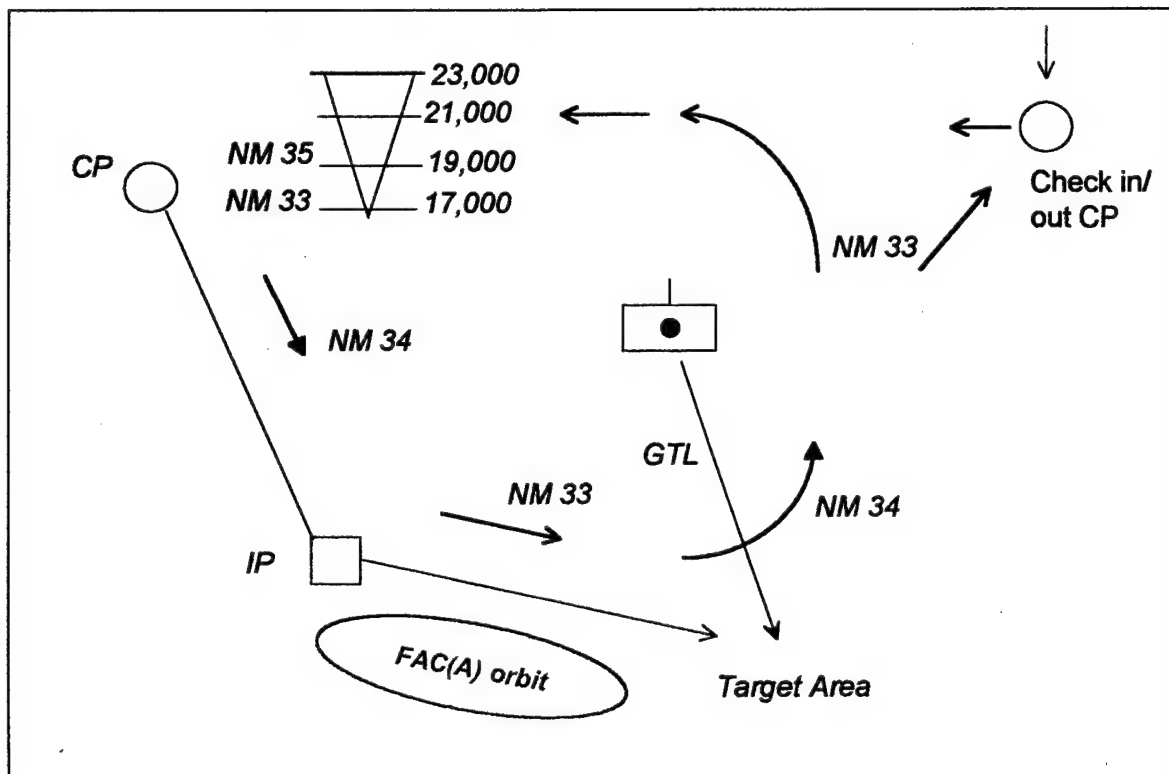 23,000
21,000
NM 35
19,000
NM 33
17,000
CP
Check in/
out CP
NM 33
NM 34
GTL
NM 33
NM 34
IP
FAC(A) orbit
Target Area